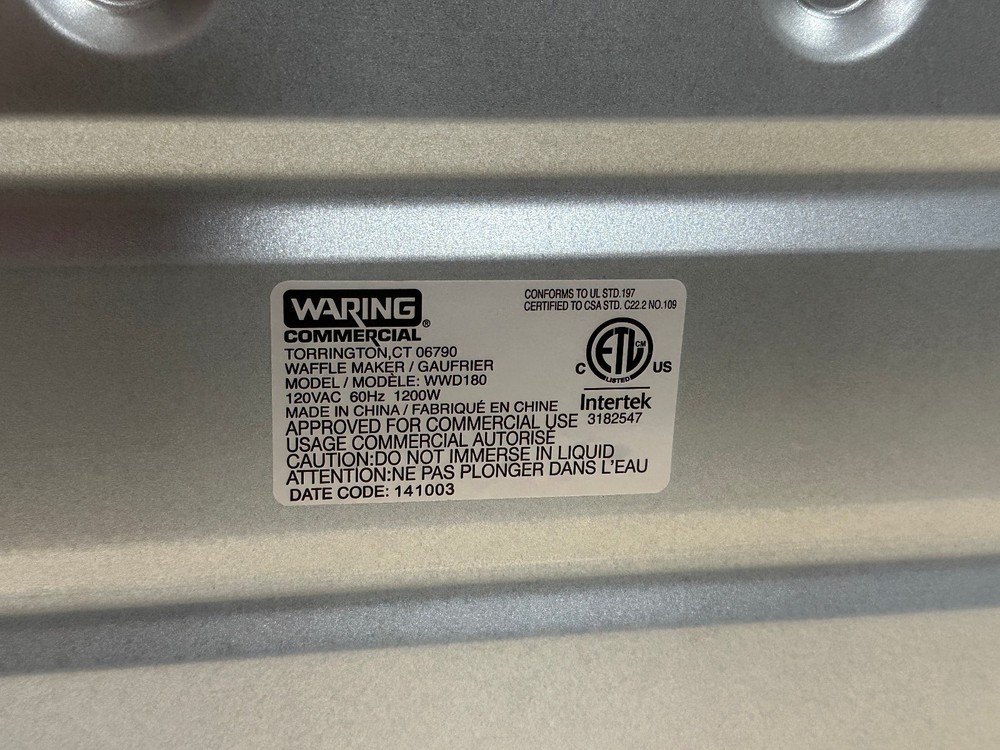 WARING
COMMERCIAL®
TORRINGTON,CT 06790
WAFFLE MAKER / GAUFRIER
MODEL / MODÈLE: WWD180
120VAC 60Hz 1200W
MADE IN CHINA / FABRIQUÉ EN CHINE
APPROVED FOR COMMERCIAL USE
USAGE COMMERCIAL AUTORISÉ
CAUTION:DO NOT IMMERSE IN LIQUID
ATTENTION:NE PAS PLONGER DANS L'EAU
DATE CODE: 141003
CONFORMS TO UL STD.197
CERTIFIED TO CSA STD. C22.2 NO.109
C ETL CM US
LISTED
Intertek
3182547